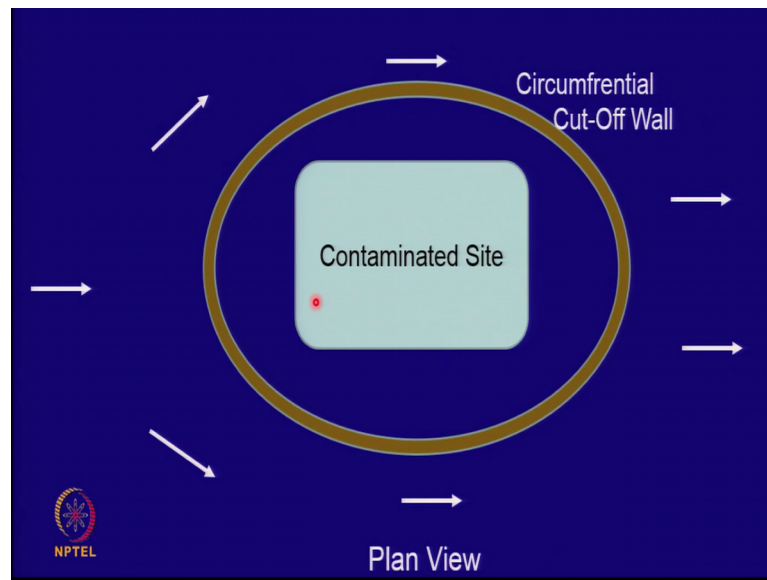 Circumfrential
Cut-Off Wall
Contaminated Site
NPTEL
Plan View